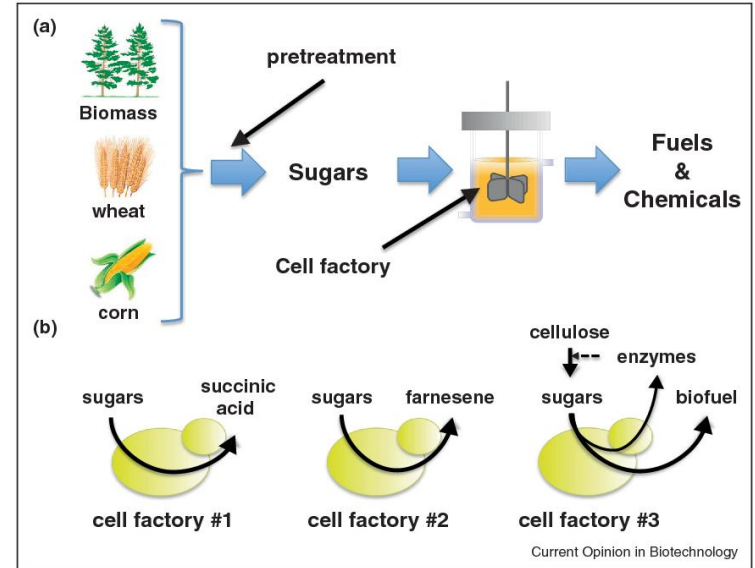 (a)
pretreatment
Biomass
wheat
corn
Sugars
Cell factory
Fuels
&
Chemicals
(b)
sugars
succinic
acid
cell factory #1
sugars
farnesene
cell factory #2
cellulose
enzymes
sugars
biofuel
cell factory #3
Current Opinion in Biotechnology